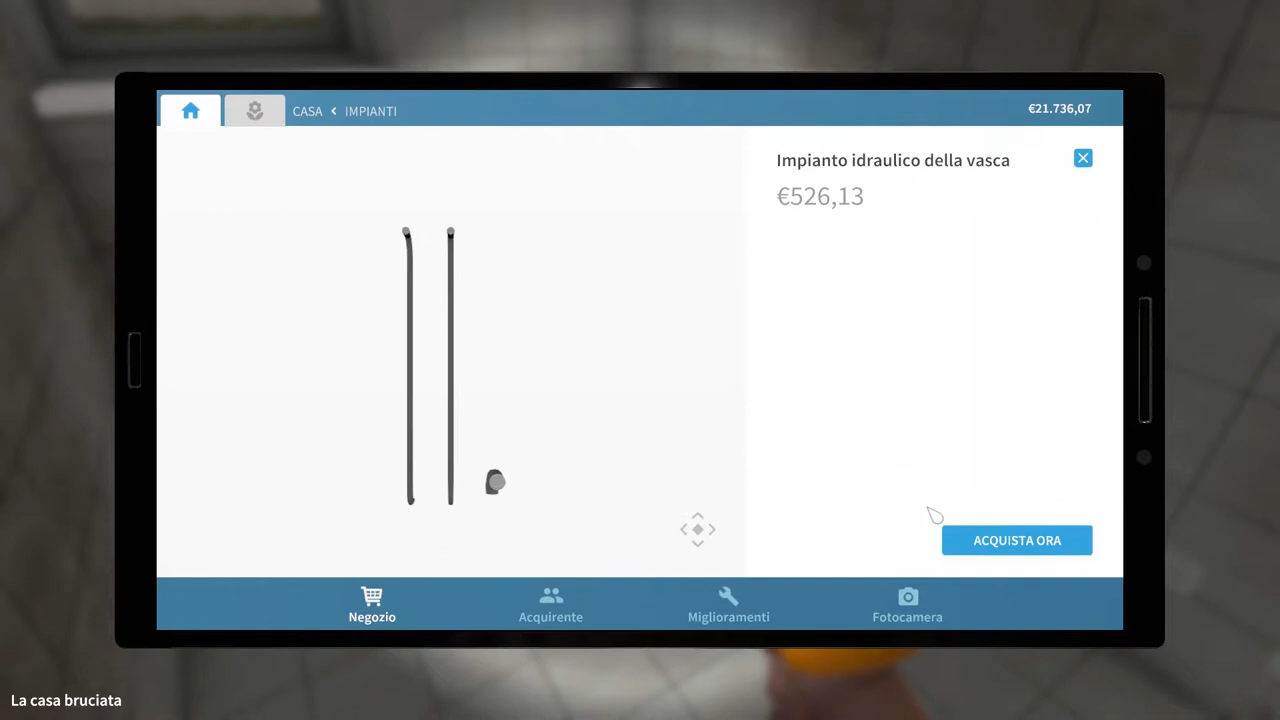 CASA < IMPIANTI
€21.736,07
Impianto idraulico della vasca
€526,13
ACQUISTA ORA
Negozio
Acquirente
Miglioramenti
Fotocamera
La casa bruciata